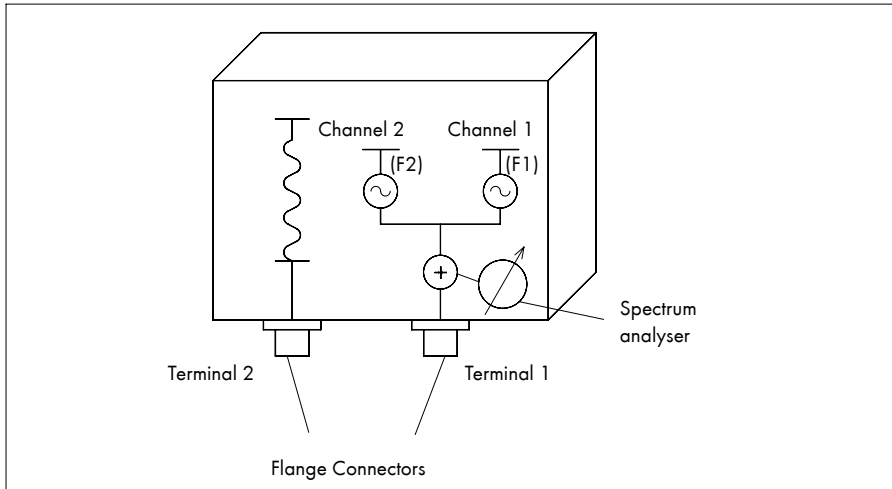 Channel 2
Channel 1
(F2)
(F1)
+
Spectrum
analyser
Terminal 2
Terminal 1
Flange Connectors